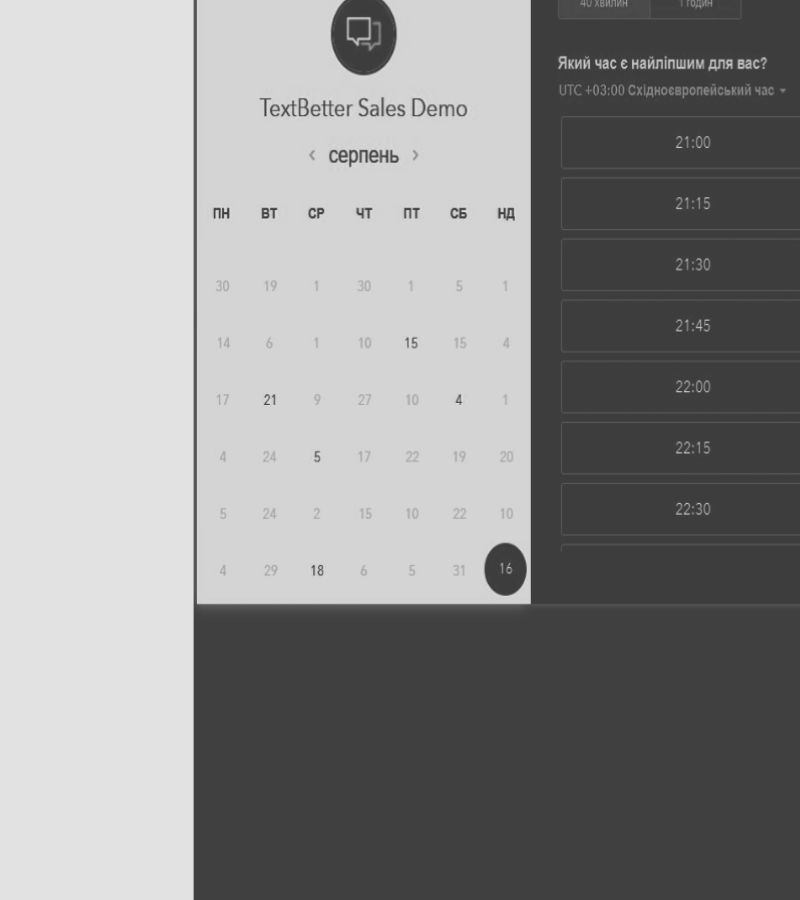 TextBetter Sales Demo
‹ серпень ›
ПН ВТ СР ЧТ ПТ СБ НД
30 19 1 30 1 5 1
14 6 1 10 15 15 4
17 21 9 27 10 4 1
4 24 5 17 22 19 20
5 24 2 15 10 22 10
4 29 18 6 5 31 16
40 хвилин 1 годин
Який час є найліпшим для вас?
UTC +03:00 Східноєвропейський час
21:00
21:15
21:30
21:45
22:00
22:15
22:30